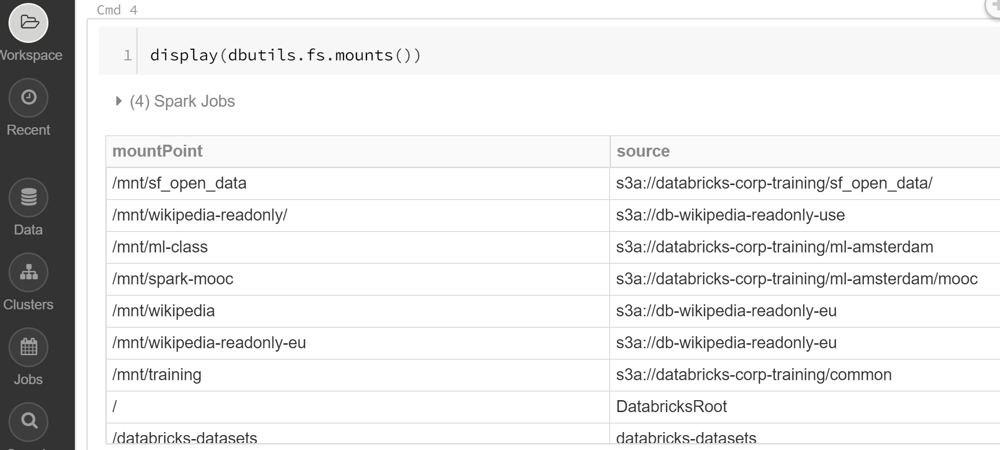 Cmd 4
1 display(dbutils.fs.mounts())
(4) Spark Jobs
mountPoint source
/mnt/sf_open_data s3a://databricks-corp-training/sf_open_data/
/mnt/wikipedia-readonly/ s3a://db-wikipedia-readonly-use
/mnt/ml-class s3a://databricks-corp-training/ml-amsterdam
/mnt/spark-mooc s3a://databricks-corp-training/ml-amsterdam/mooc
/mnt/wikipedia s3a://db-wikipedia-readonly-eu
/mnt/wikipedia-readonly-eu s3a://db-wikipedia-readonly-eu
/mnt/training s3a://databricks-corp-training/common
/ DatabricksRoot
/databricks-datasets databricks-datasets
Workspace
Recent
Data
Clusters
Jobs